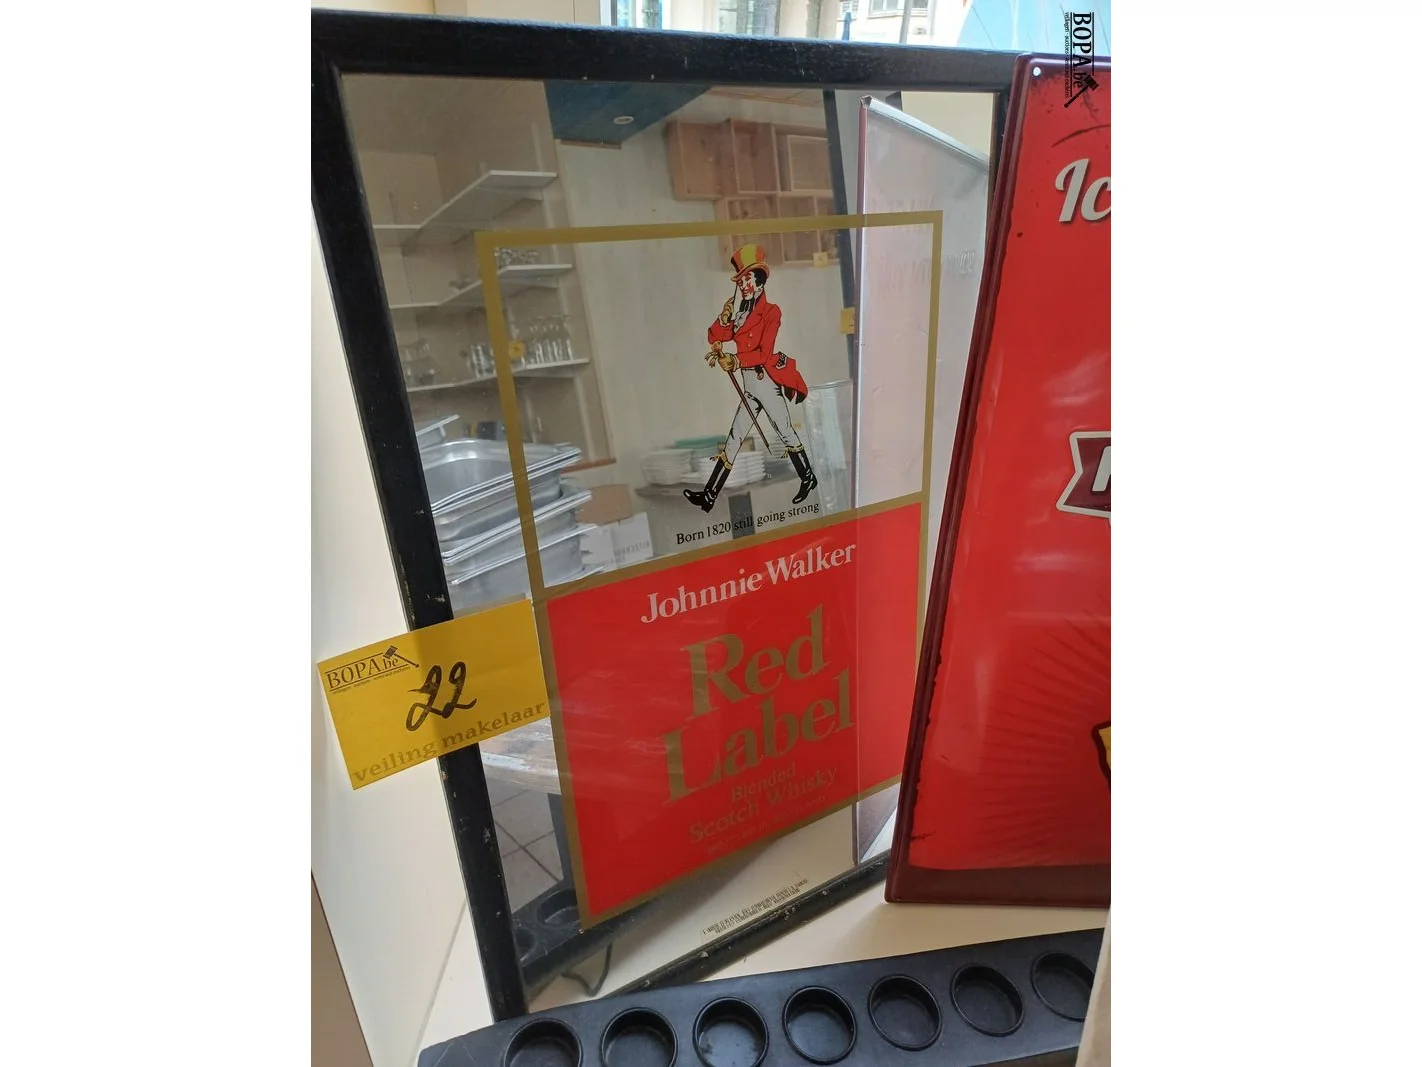 BOPA.be
Ic
Born 1820 still going strong
Johnnie Walker
Red
Label
Blended
Scotch Whisky
BOPA.be
22
veiling makelaar